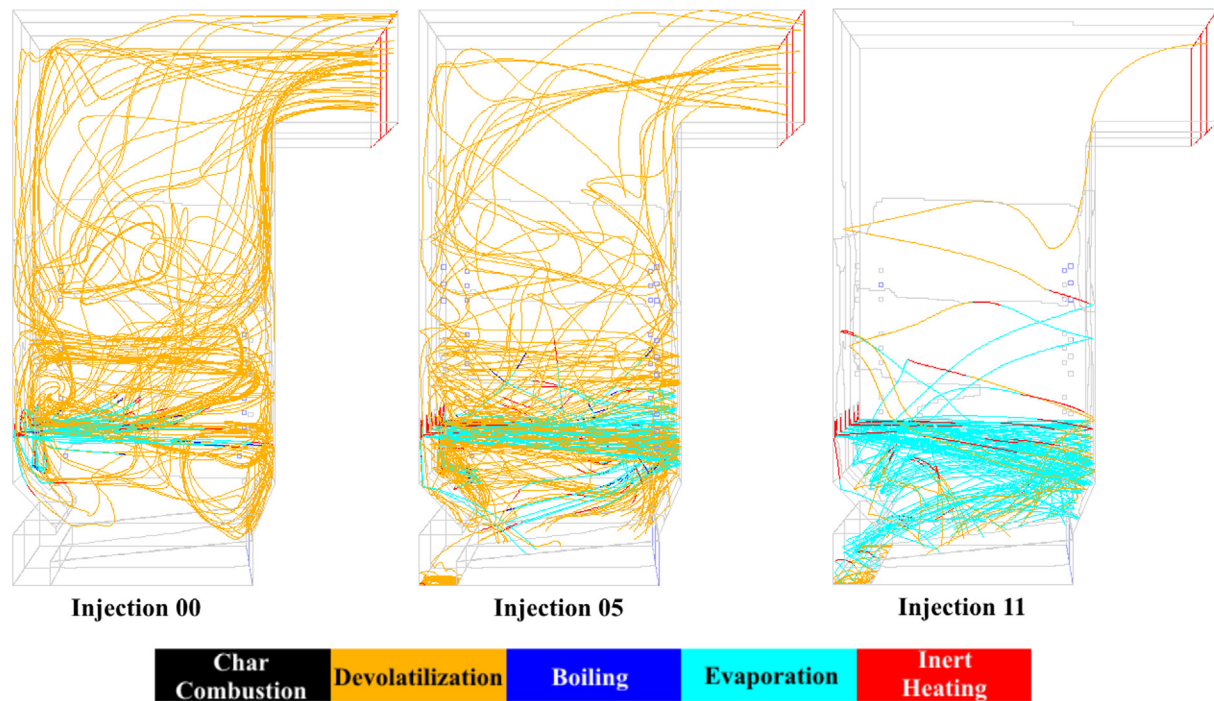 Injection 00
Injection 05
Injection 11
Char
Combustion
Devolatilization
Boiling
Evaporation
Inert
Heating